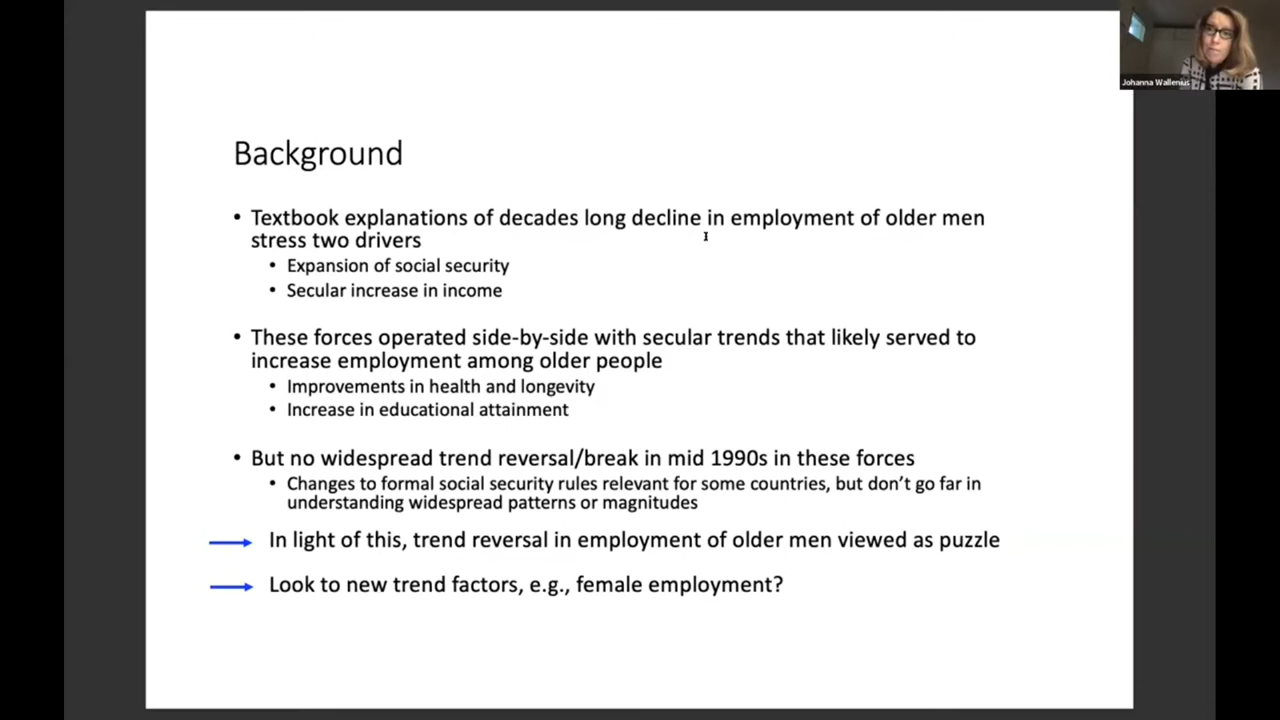 Johanna Wallenius
Background
• Textbook explanations of decades long decline in employment of older men
stress two drivers
• Expansion of social security
• Secular increase in income
• These forces operated side-by-side with secular trends that likely served to
increase employment among older people
• Improvements in health and longevity
• Increase in educational attainment
• But no widespread trend reversal/break in mid 1990s in these forces
• Changes to formal social security rules relevant for some countries, but don’t go far in
understanding widespread patterns or magnitudes
In light of this, trend reversal in employment of older men viewed as puzzle
Look to new trend factors, e.g., female employment?